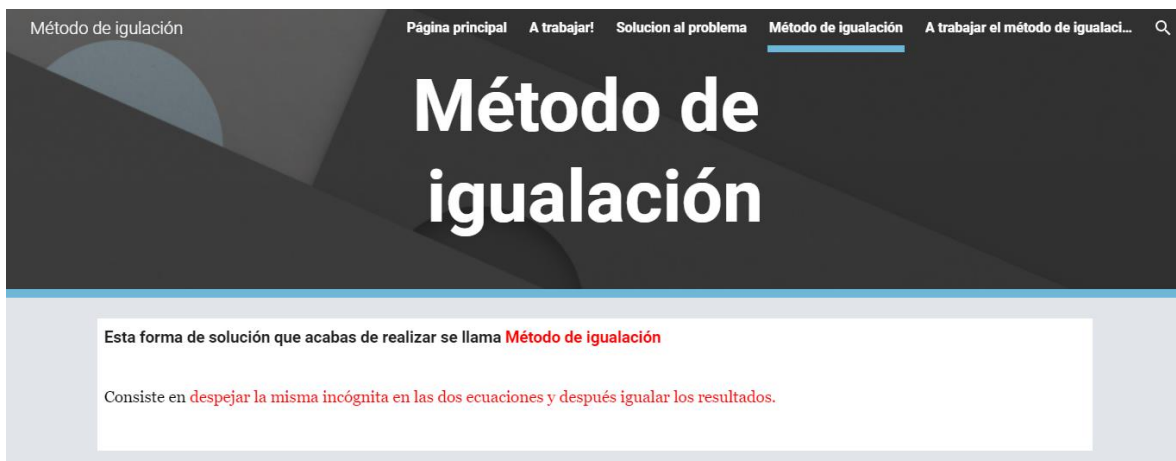 Método de igulación
Página principal A trabajar! Solucion al problema Método de igualación A trabajar el método de igualaci...
Método de
igualación
Esta forma de solución que acabas de realizar se llama Método de igualación
Consiste en despejar la misma incógnita en las dos ecuaciones y después igualar los resultados.